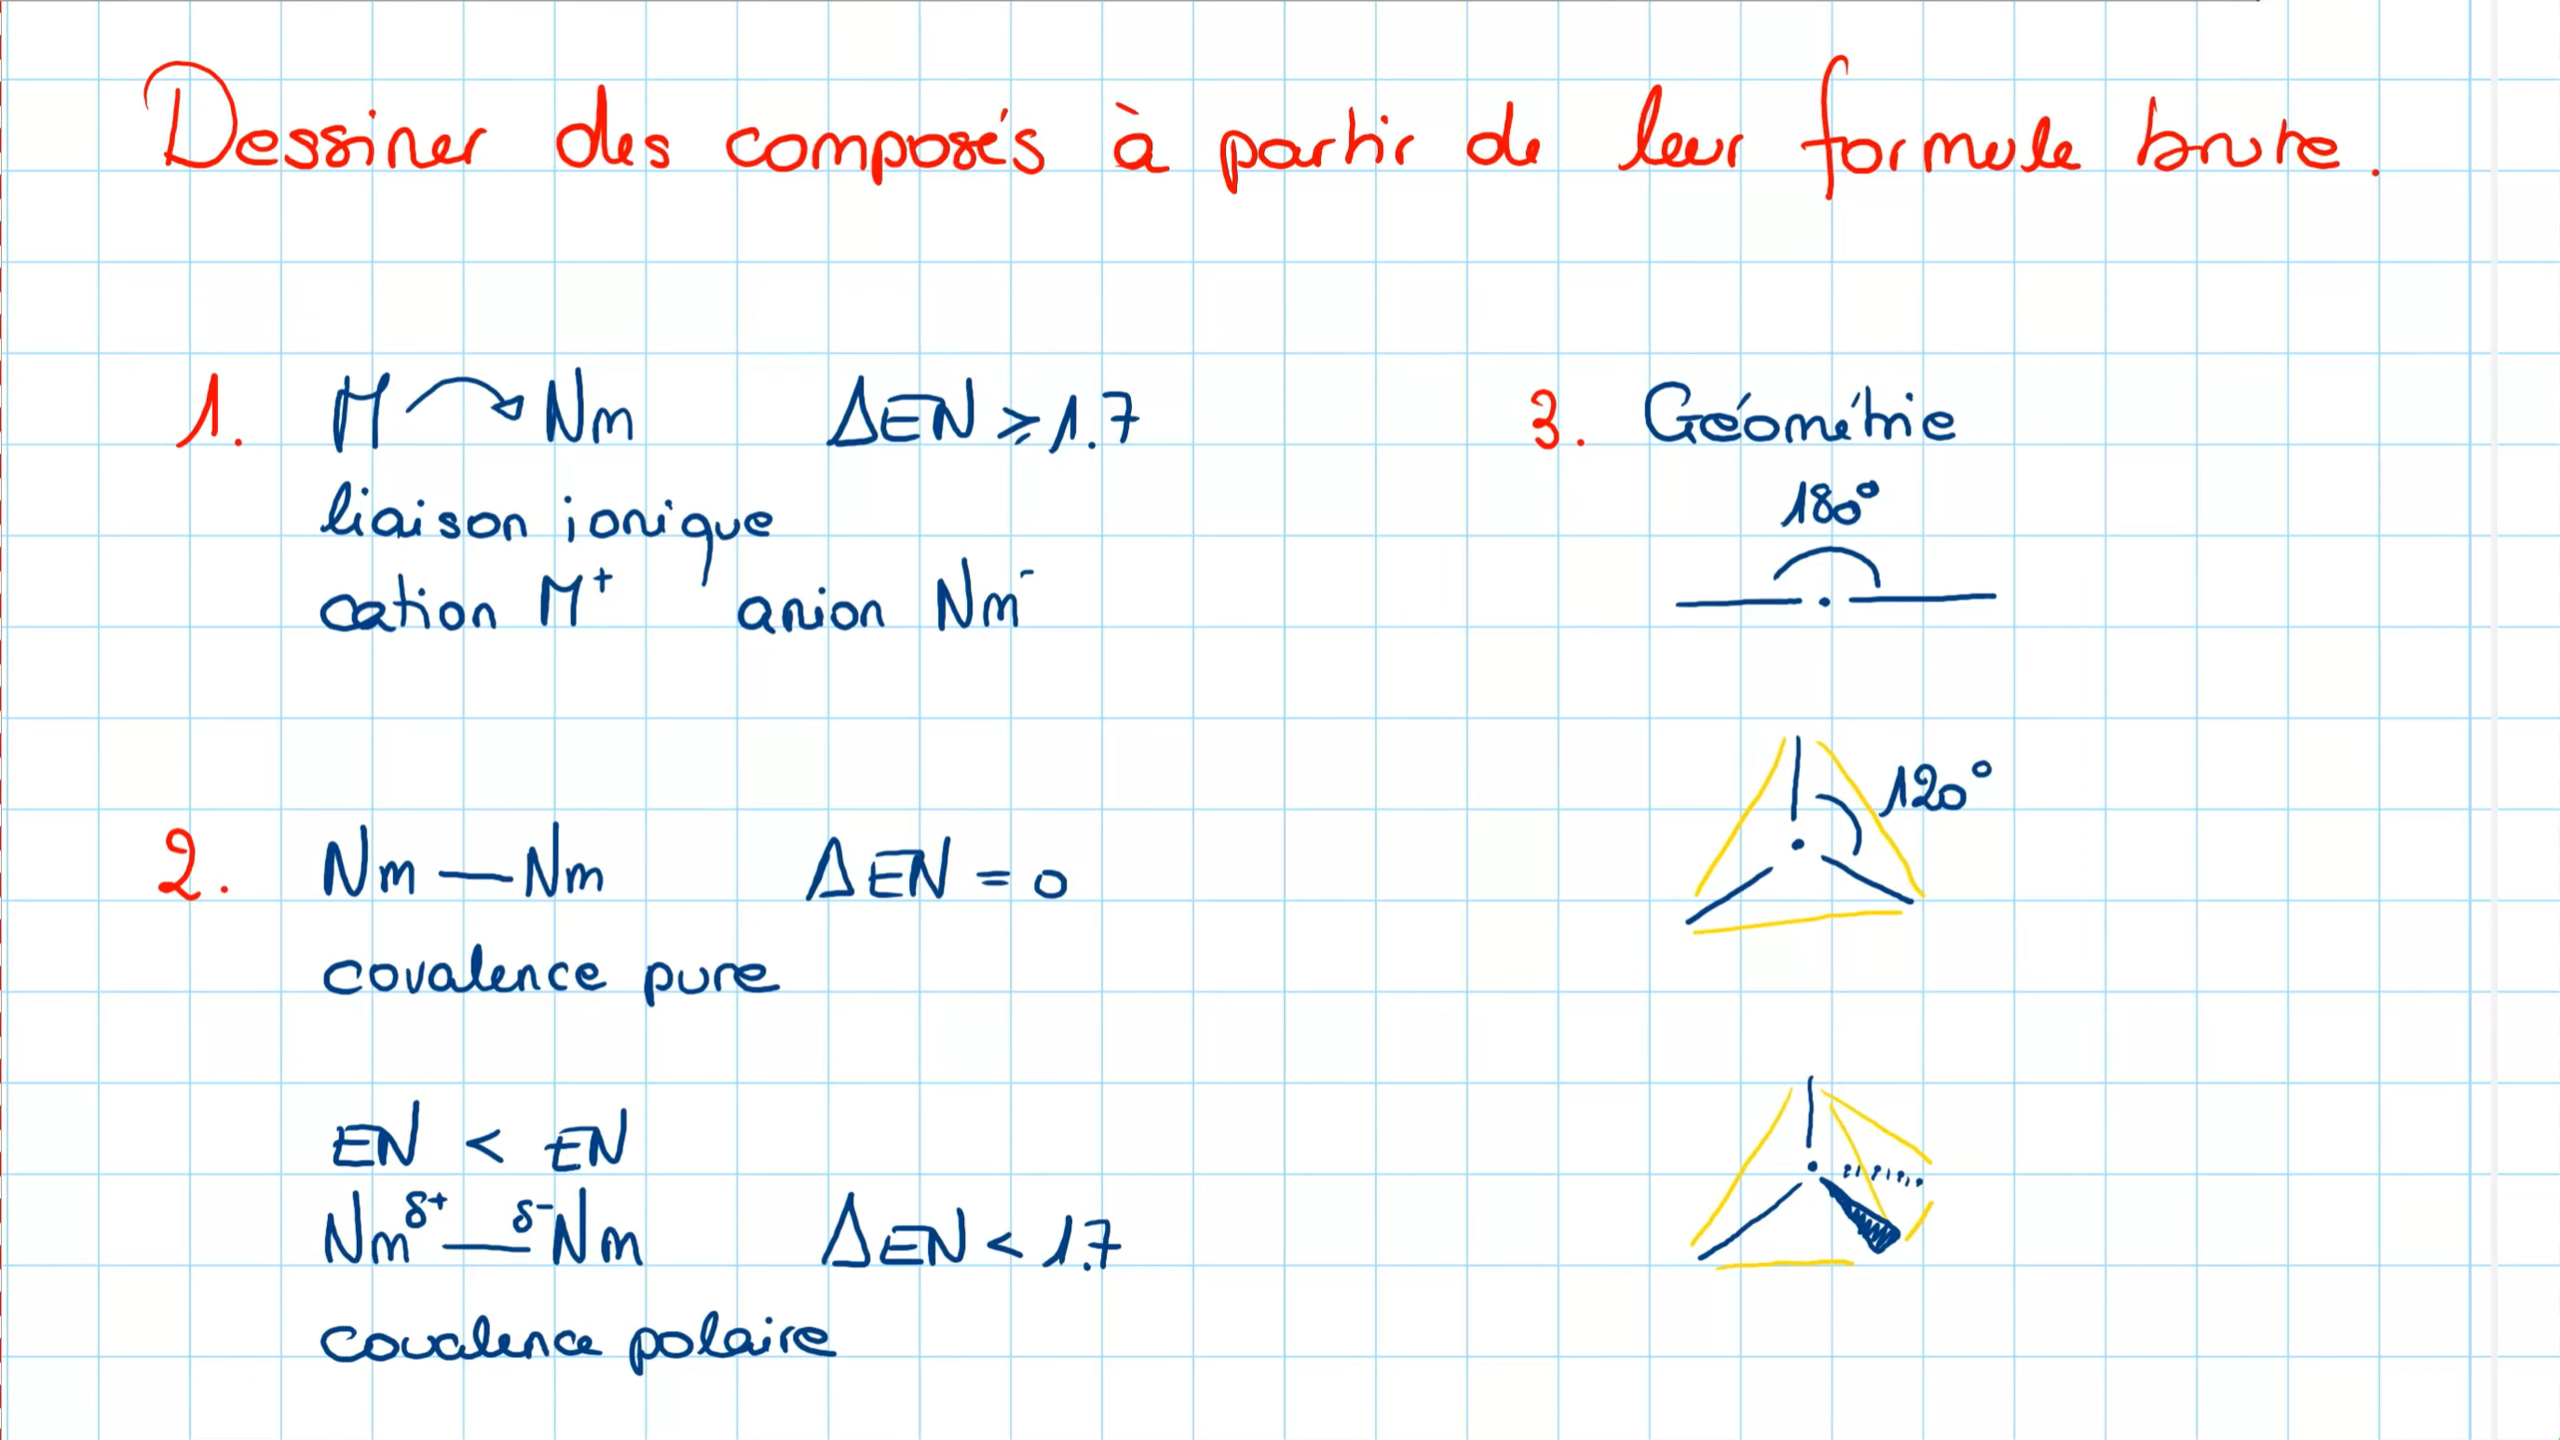 Dessiner des composés à partir de leur formule brute.
1. M Nm ΔEN ⩾ 1.7
liaison ionique
cation M⁺ anion Nm⁻
2. Nm — Nm ΔEN = 0
covalence pure
EN < EN
Nm δ+ — δ- Nm ΔEN < 1.7
covalence polaire
3. Géométrie
180°
120°